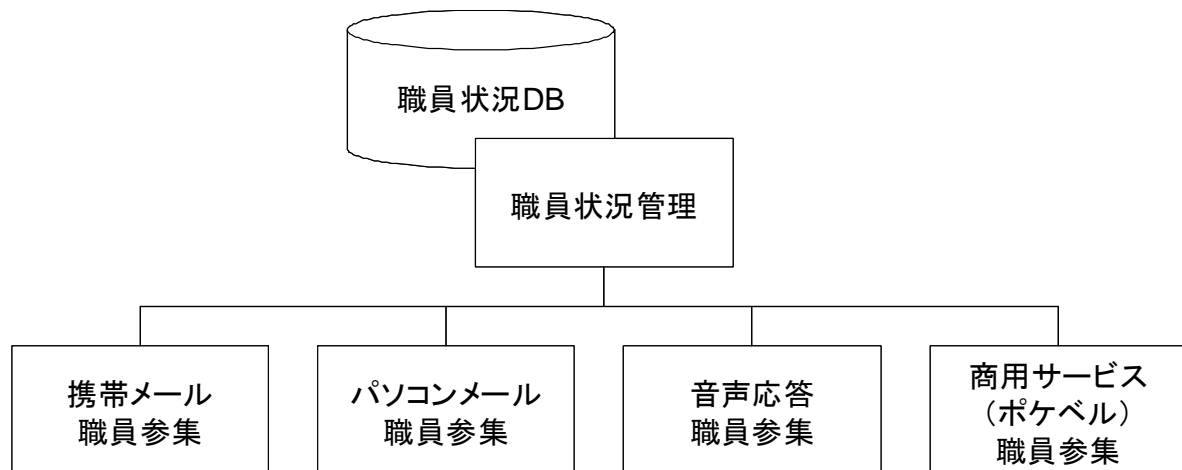 職員状況DB
職員状況管理
携帯メール
職員参集
パソコンメール
職員参集
音声応答
職員参集
商用サービス
（ポケベル）
職員参集